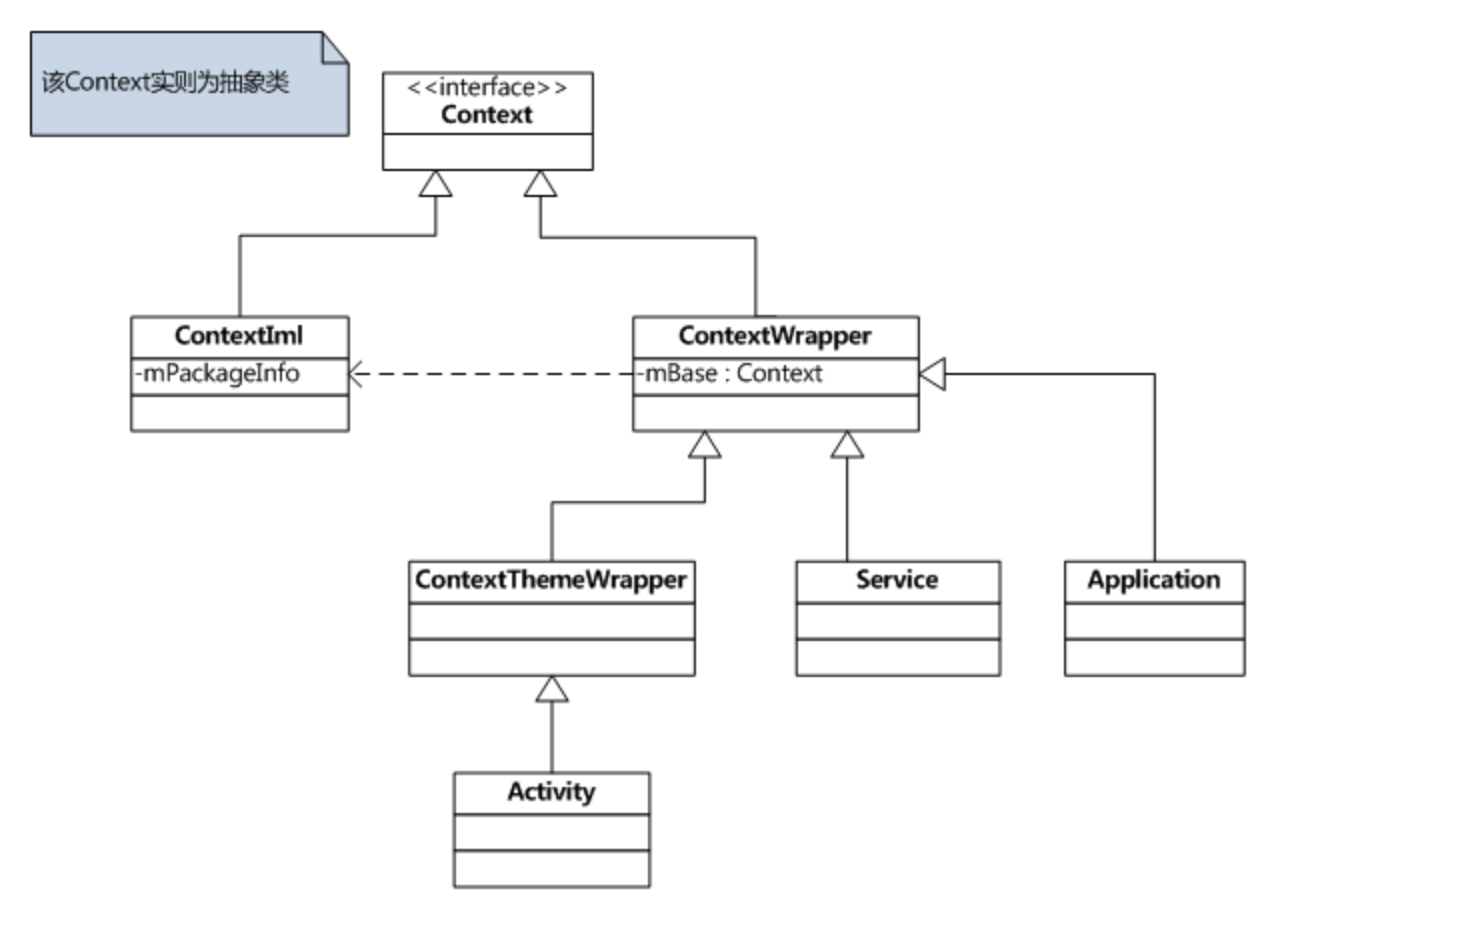 该Context实则为抽象类
<<interface>>
Context
ContextIml
-mPackageInfo
ContextWrapper
-mBase : Context
ContextThemeWrapper
Service
Application
Activity